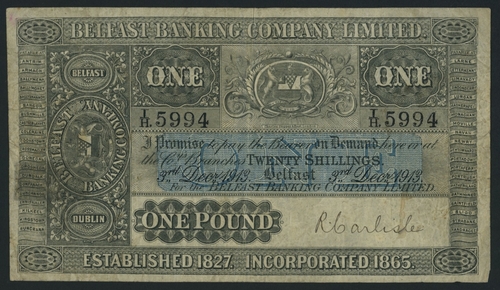 BELFAST BANKING COMPANY LIMITED.
BELFAST
ONE
ONE
I/H. 5994
I/H. 5994
I Promise to pay the Bearer on Demand here or at
the Co's Branches TWENTY SHILLINGS
3rd Decr 1913. Belfast 3rd Decr 1913.
For the BELFAST BANKING COMPANY LIMITED
BELFAST BANKING COMPANY
DUBLIN
ONE POUND
R Carlisle
ESTABLISHED 1827. INCORPORATED 1865.